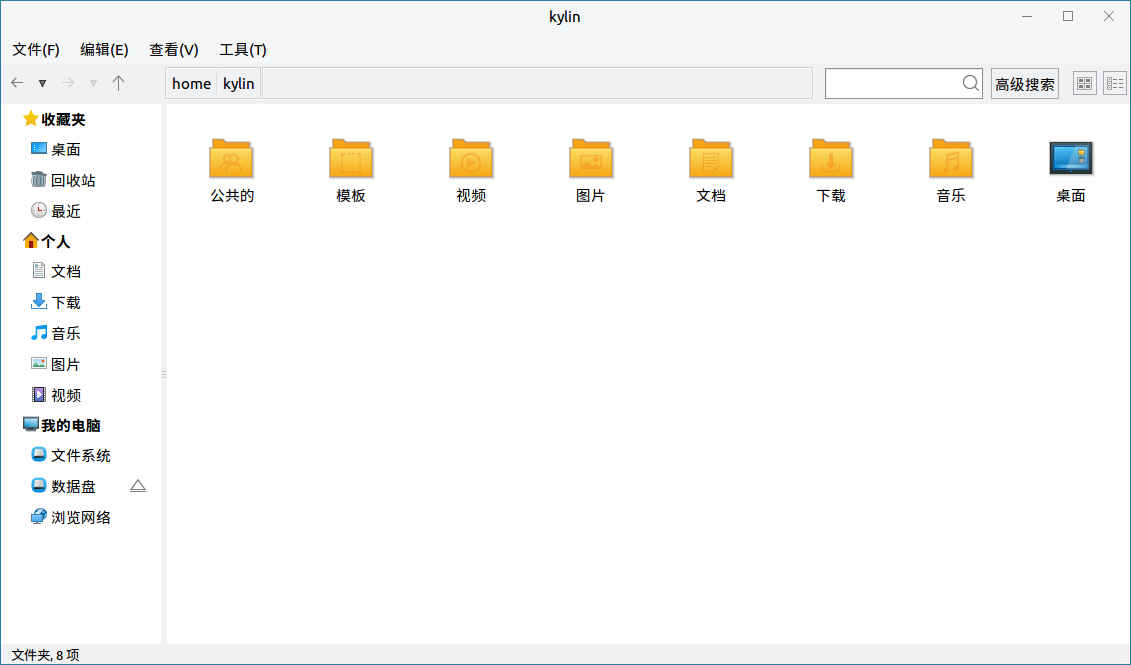 kylin
文件(F) 编辑(E) 查看(V) 工具(T)
home kylin 高级搜索
收藏夹
桌面
回收站
最近
个人
文档
下载
音乐
图片
视频
我的电脑
文件系统
数据盘
浏览网络
公共的 模板 视频 图片 文档 下载 音乐 桌面
文件夹, 8 项